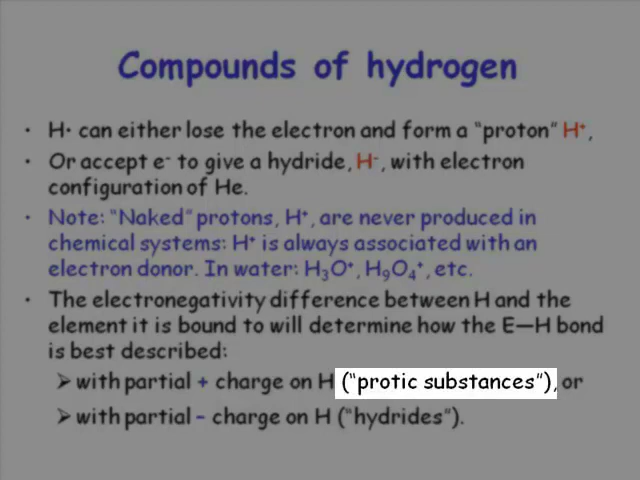 Compounds of hydrogen
• H• can either lose the electron and form a "proton" H⁺,
• Or accept e⁻ to give a hydride, H⁻, with electron
configuration of He.
• Note: "Naked" protons, H⁺, are never produced in
chemical systems: H⁺ is always associated with an
electron donor. In water: H₃O⁺, H₉O₄⁺, etc.
• The electronegativity difference between H and the
element it is bound to will determine how the E—H bond
is best described:
➢ with partial + charge on H ("protic substances"), or
➢ with partial – charge on H ("hydrides").